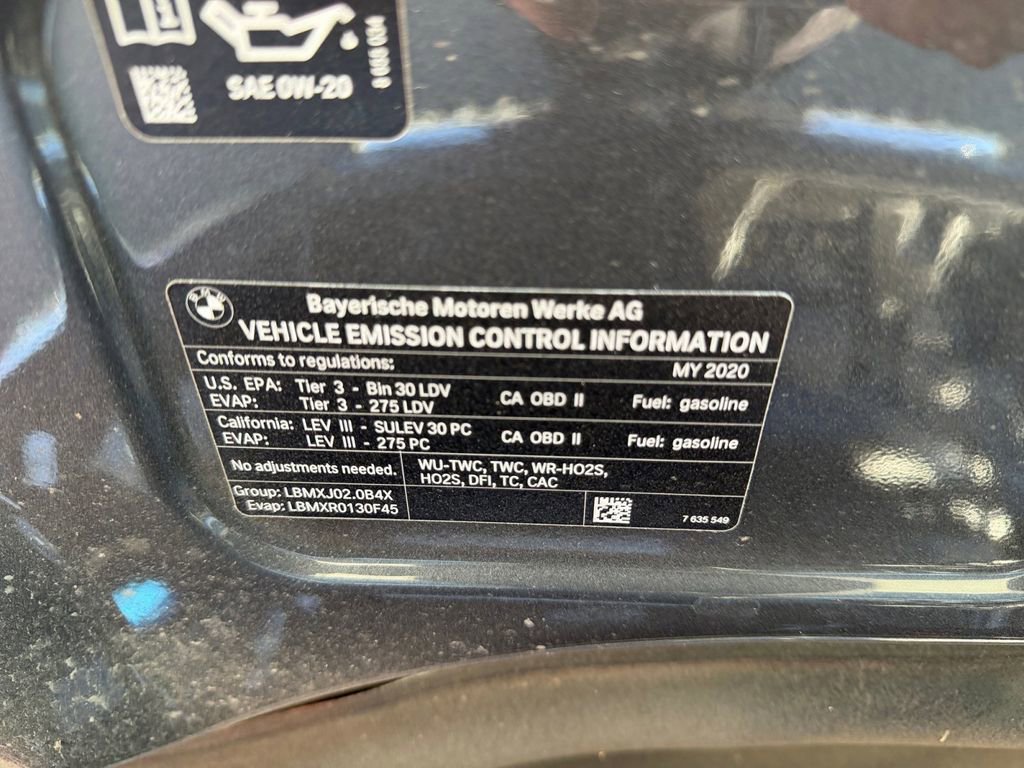 SAE 0W-20
Bayerische Motoren Werke AG
VEHICLE EMISSION CONTROL INFORMATION
Conforms to regulations: MY 2020
U.S. EPA: Tier 3 - Bin 30 LDV CA OBD II Fuel: gasoline
EVAP: Tier 3 - 275 LDV
California: LEV III - SULEV 30 PC CA OBD II Fuel: gasoline
EVAP: LEV III - 275 PC
No adjustments needed. WU-TWC, TWC, WR-HO2S,
HO2S, DFI, TC, CAC
Group: LBMXJ02.0B4X
Evap: LBMXR0130F45
7 635 549